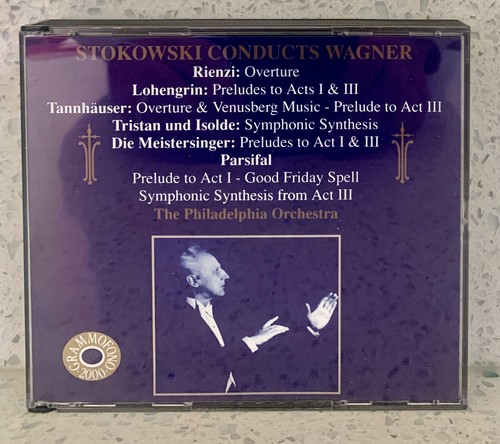 STOKOWSKI CONDUCTS WAGNER
Rienzi: Overture
Lohengrin: Preludes to Acts I & III
Tannhäuser: Overture & Venusberg Music - Prelude to Act III
Tristan und Isolde: Symphonic Synthesis
Die Meistersinger: Preludes to Act I & III
Parsifal
Prelude to Act I - Good Friday Spell
Symphonic Synthesis from Act III
The Philadelphia Orchestra
GRAMMOFONO 2000